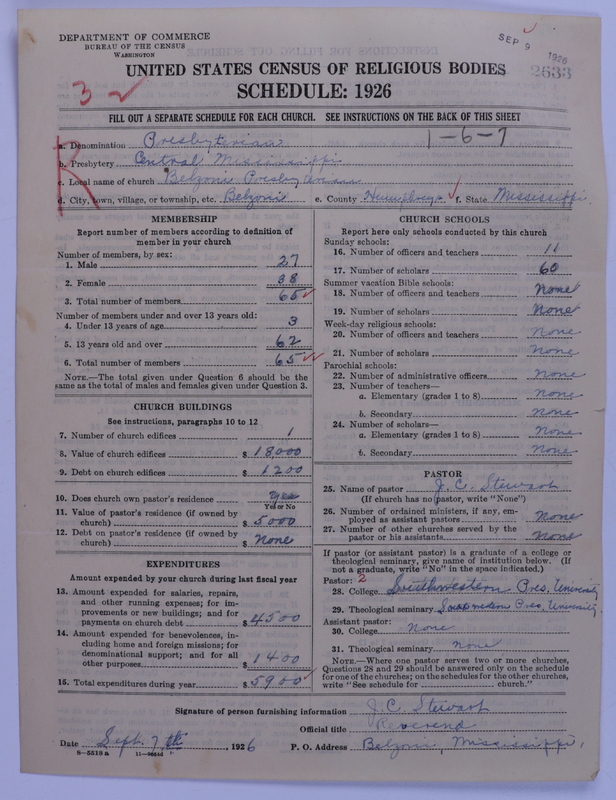 DEPARTMENT OF COMMERCE
BUREAU OF THE CENSUS
WASHINGTON
SEP 9 1926
2633
UNITED STATES CENSUS OF RELIGIOUS BODIES
SCHEDULE: 1926
3
FILL OUT A SEPARATE SCHEDULE FOR EACH CHURCH. SEE INSTRUCTIONS ON THE BACK OF THIS SHEET
R
1-6-7
a. Denomination Presbyterian
b. Presbytery Central Mississippi
c. Local name of church Belzoni Presbyterian
d. City, town, village, or township, etc. Belzoni e. County Humphreys f. State Mississippi
MEMBERSHIP
Report number of members according to definition of member in your church
Number of members, by sex:
1. Male 27
2. Female 38
3. Total number of members 65
Number of members under and over 13 years old:
4. Under 13 years of age 3
5. 13 years old and over 62
6. Total number of members 65
NOTE.—The total given under Question 6 should be the same as the total of males and females given under Question 3.
CHURCH BUILDINGS
See instructions, paragraphs 10 to 12
7. Number of church edifices 1
8. Value of church edifices $18,000
9. Debt on church edifices $1200
10. Does church own pastor's residence
Yes or No
11. Value of pastor's residence (if owned by church) $5,000
12. Debt on pastor's residence (if owned by church) $None
EXPENDITURES
Amount expended by your church during last fiscal year
13. Amount expended for salaries, repairs, and other running expenses; for improvements or new buildings; and for payments on church debt $4500
14. Amount expended for benevolences, including home and foreign missions; for denominational support; and for all other purposes $1400
15. Total expenditures during year $5900
CHURCH SCHOOLS
Report here only schools conducted by this church
Sunday schools:
16. Number of officers and teachers 11
17. Number of scholars 60
Summer vacation Bible schools:
18. Number of officers and teachers None
19. Number of scholars None
Week-day religious schools:
20. Number of officers and teachers None
21. Number of scholars None
Parochial schools:
22. Number of administrative officers None
23. Number of teachers—
a. Elementary (grades 1 to 8) None
b. Secondary None
24. Number of scholars—
a. Elementary (grades 1 to 8) None
b. Secondary None
PASTOR
25. Name of pastor J. C. Stewart
(If church has no pastor, write "None")
26. Number of ordained ministers, if any, employed as assistant pastors None
27. Number of other churches served by the pastor or his assistants None
If pastor (or assistant pastor) is a graduate of a college or theological seminary, give name of institution below. (If not a graduate, write "No" in the space indicated.)
Pastor: 2
28. College Southwestern Pres. University
29. Theological seminary Southwestern Pres. University
Assistant pastor:
30. College None
31. Theological seminary None
NOTE.—Where one pastor serves two or more churches, Questions 28 and 29 should be answered only on the schedule for one of the churches; on the schedules for the other churches, write "See schedule for church."
Signature of person furnishing information J. C. Stewart
Official title Reverend
Date Sept. 7th, 1926 P. O. Address Belzoni, Mississippi.
8—5518a